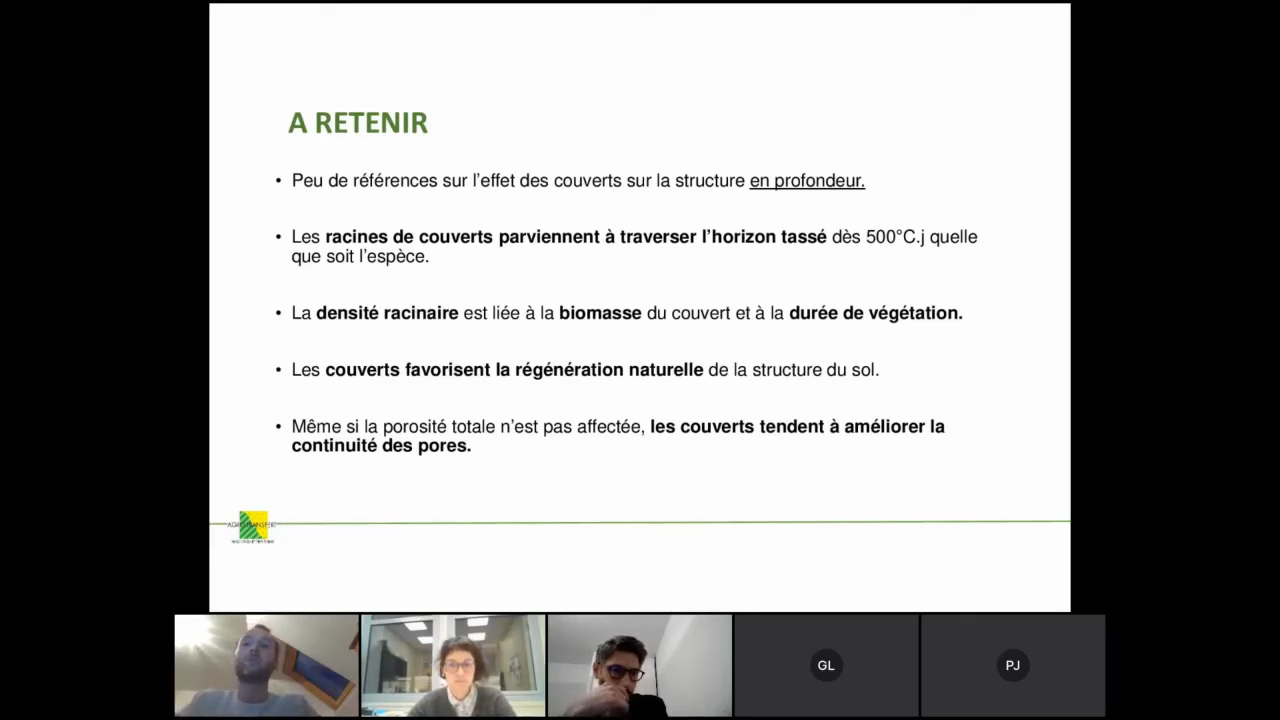 A RETENIR
• Peu de références sur l’effet des couverts sur la structure en profondeur.
• Les racines de couverts parviennent à traverser l’horizon tassé dès 500°C.j quelle
que soit l’espèce.
• La densité racinaire est liée à la biomasse du couvert et à la durée de végétation.
• Les couverts favorisent la régénération naturelle de la structure du sol.
• Même si la porosité totale n’est pas affectée, les couverts tendent à améliorer la
continuité des pores.
GL
PJ